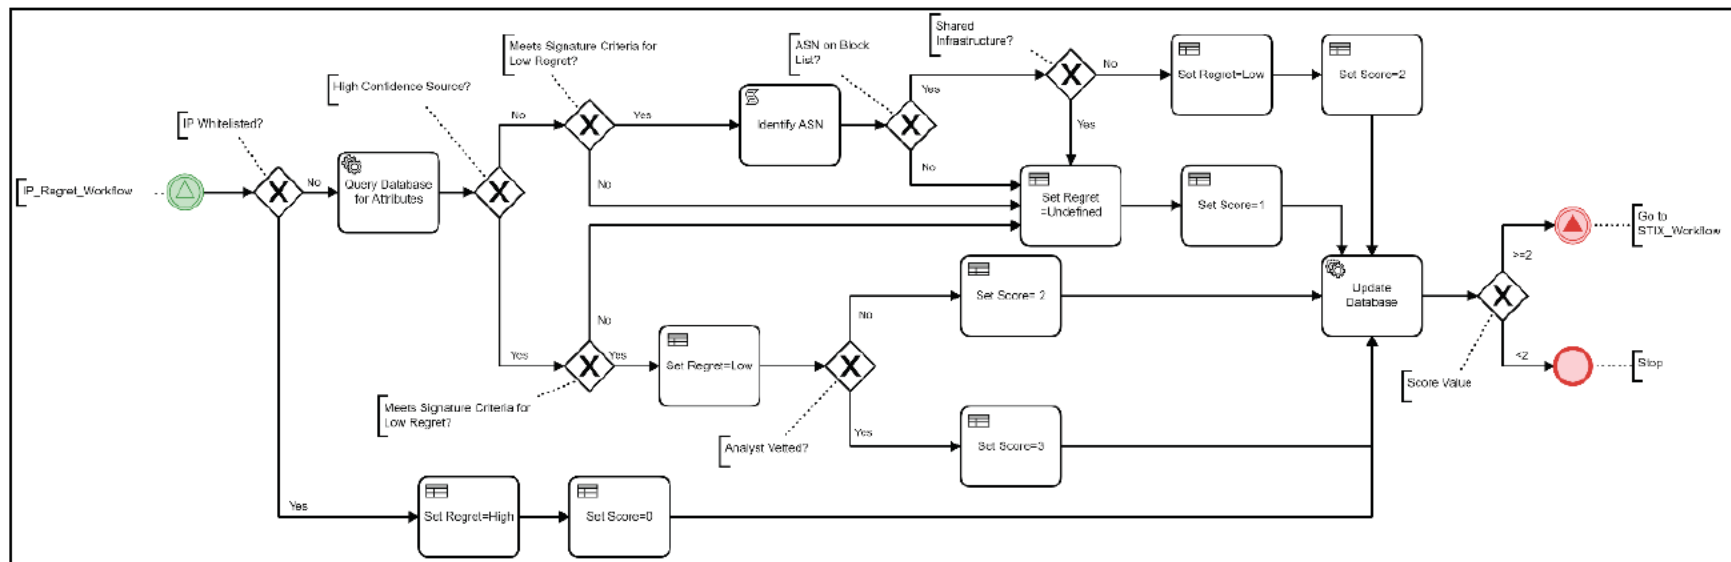 IP_Regret_Workflow
IP Whitelisted?
No
Yes
Query Database
for Attributes
High Confidence Source?
No
Yes
Meets Signature Criteria for
Low Regret?
Yes
No
Identify ASN
ASN on Block
List?
Yes
No
Shared
Infrastructure?
No
Yes
Set Regret=Low
Set Score=2
Set Regret
=Undefined
Set Score=1
Meets Signature Criteria for
Low Regret?
No
Yes
Set Regret=Low
Analyst Vetted?
No
Yes
Set Score= 2
Set Score=3
Set Regret=High
Set Score=0
Update
Database
Score Value
>=2
<2
Go to
STIX_Workflow
Stop